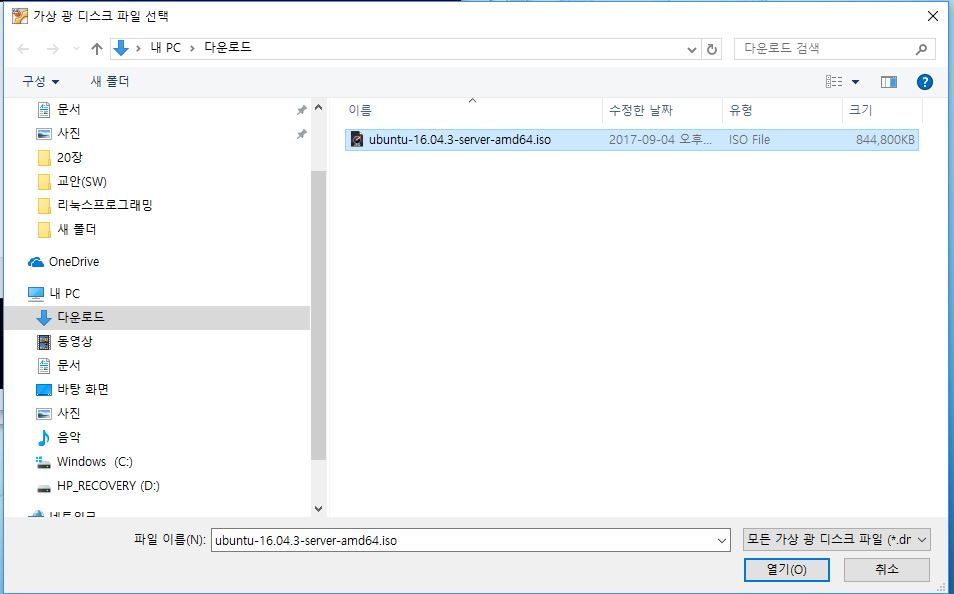 가상 광 디스크 파일 선택
내 PC > 다운로드
다운로드 검색
구성
새 폴더
문서
사진
20장
교안(SW)
리눅스프로그래밍
새 폴더
OneDrive
내 PC
다운로드
동영상
문서
바탕 화면
사진
음악
Windows (C:)
HP_RECOVERY (D:)
네트워크
이름 수정한 날짜 유형 크기
ubuntu-16.04.3-server-amd64.iso 2017-09-04 오후... ISO File 844,800KB
파일 이름(N): ubuntu-16.04.3-server-amd64.iso
모든 가상 광 디스크 파일 (*.dr
열기(O) 취소